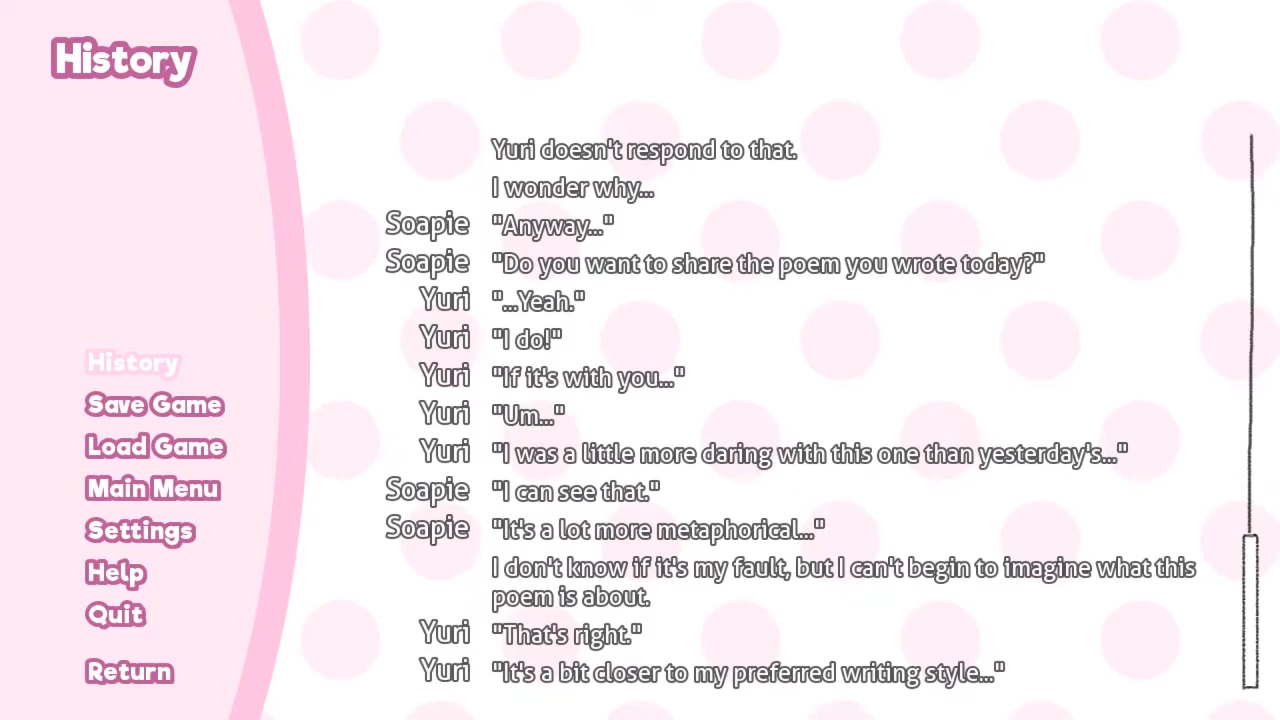 History
Yuri doesn't respond to that.
I wonder why...
Soapie "Anyway..."
Soapie "Do you want to share the poem you wrote today?"
Yuri "...Yeah."
Yuri "I do!"
Yuri "If it's with you..."
Yuri "Um..."
Yuri "I was a little more daring with this one than yesterday's..."
Soapie "I can see that."
Soapie "It's a lot more metaphorical..."
I don't know if it's my fault, but I can't begin to imagine what this
poem is about.
Yuri "That's right."
Yuri "It's a bit closer to my preferred writing style..."
History
Save Game
Load Game
Main Menu
Settings
Help
Quit
Return